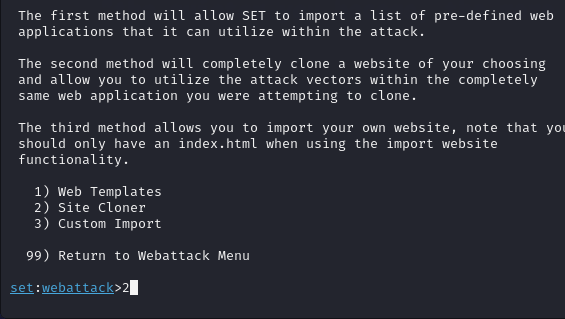 The first method will allow SET to import a list of pre-defined web
applications that it can utilize within the attack.
The second method will completely clone a website of your choosing
and allow you to utilize the attack vectors within the completely
same web application you were attempting to clone.
The third method allows you to import your own website, note that you
should only have an index.html when using the import website
functionality.
1) Web Templates
2) Site Cloner
3) Custom Import
99) Return to Webattack Menu
set:webattack>2